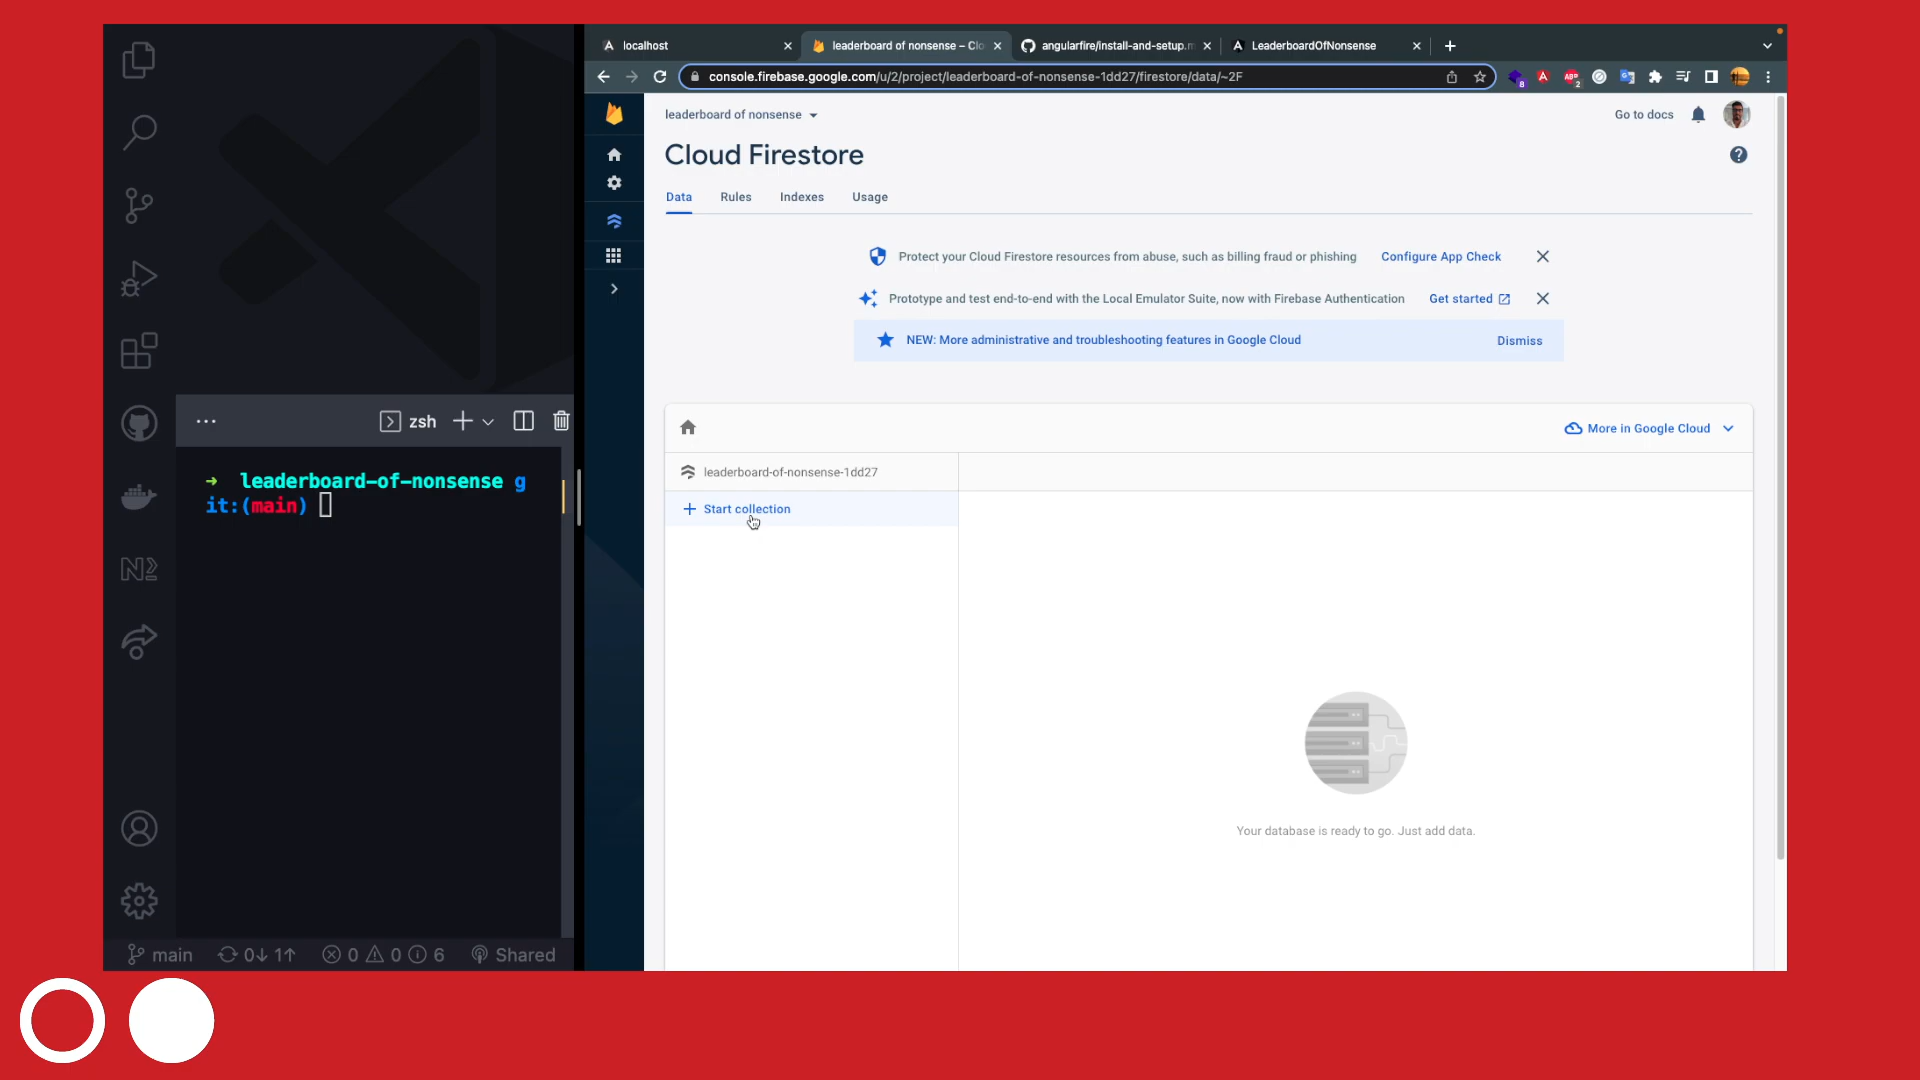 zsh
➜ leaderboard-of-nonsense g
it:(main)
main 0↓ 1↑ 0 0 6 Shared
localhost
leaderboard of nonsense – Clo
angularfire/install-and-setup.m
LeaderboardOfNonsense
console.firebase.google.com/u/2/project/leaderboard-of-nonsense-1dd27/firestore/data/~2F
8
ABP
2
leaderboard of nonsense
Go to docs
Cloud Firestore
Data Rules Indexes Usage
Protect your Cloud Firestore resources from abuse, such as billing fraud or phishing Configure App Check
Prototype and test end-to-end with the Local Emulator Suite, now with Firebase Authentication Get started
NEW: More administrative and troubleshooting features in Google Cloud Dismiss
More in Google Cloud
leaderboard-of-nonsense-1dd27
+ Start collection
Your database is ready to go. Just add data.